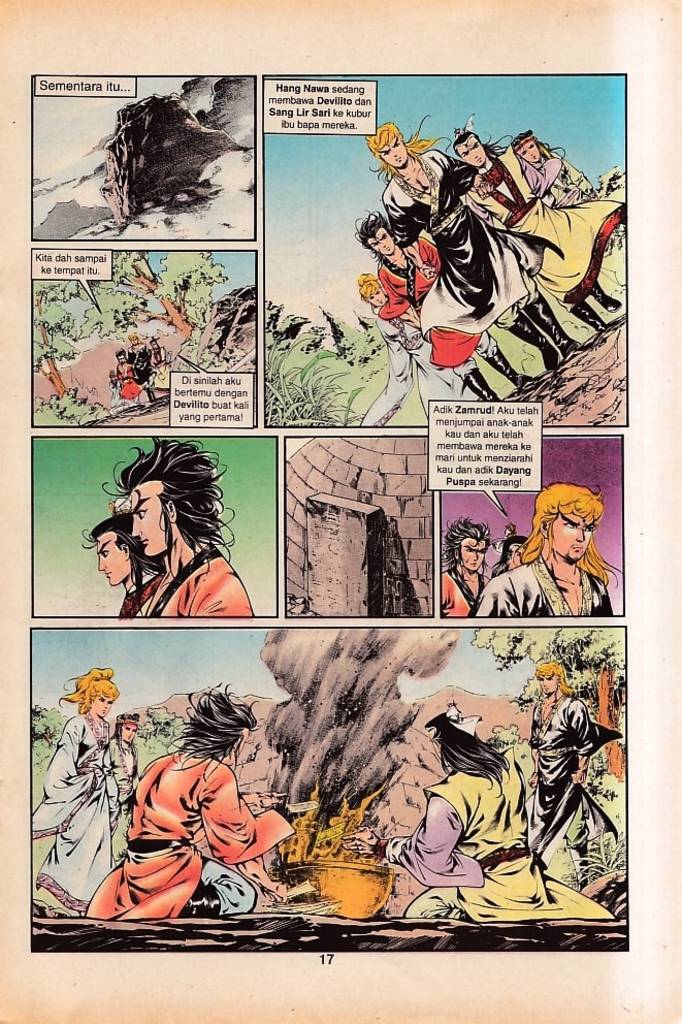 Sementara itu...
Hang Nawa sedang
membawa Devilito dan
Sang Lir Sari ke kubur
ibu bapa mereka.
Kita dah sampai
ke tempat itu.
Di sinilah aku
bertemu dengan
Devilito buat kali
yang pertama!
Adik Zamrud! Aku telah
menjumpai anak-anak
kau dan aku telah
membawa mereka ke
mari untuk menziarahi
kau dan adik Dayang
Puspa sekarang!
17